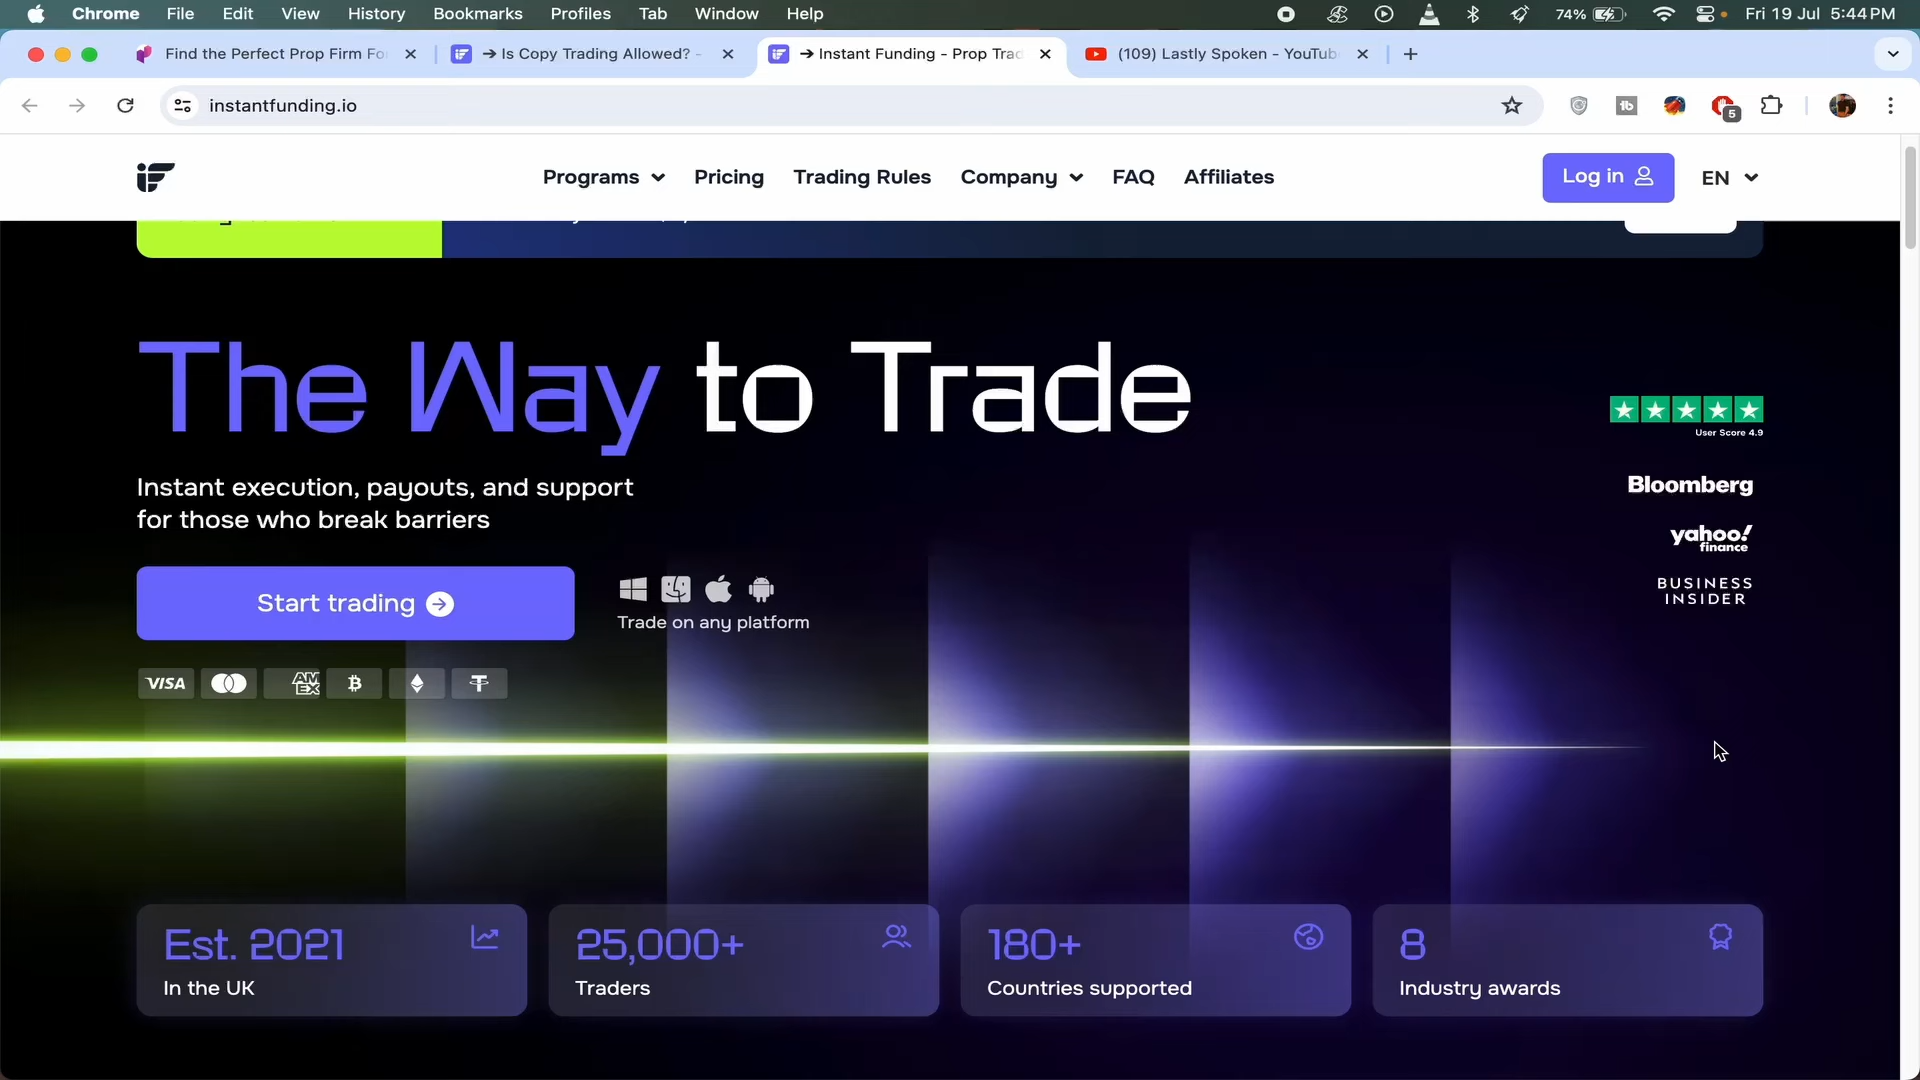 Chrome File Edit View History Bookmarks Profiles Tab Window Help 74% Fri 19 Jul 5:44 PM
Find the Perfect Prop Firm Fo
➔ Is Copy Trading Allowed? -
➔ Instant Funding - Prop Trac
(109) Lastly Spoken - YouTub
instantfunding.io
tb
5
Programs Pricing Trading Rules Company FAQ Affiliates Log in EN
The Way to Trade
User Score 4.9
Instant execution, payouts, and support
for those who break barriers
Bloomberg
yahoo!
finance
BUSINESS
INSIDER
Start trading
Trade on any platform
VISA
AMEX
Est. 2021
In the UK
25,000+
Traders
180+
Countries supported
8
Industry awards